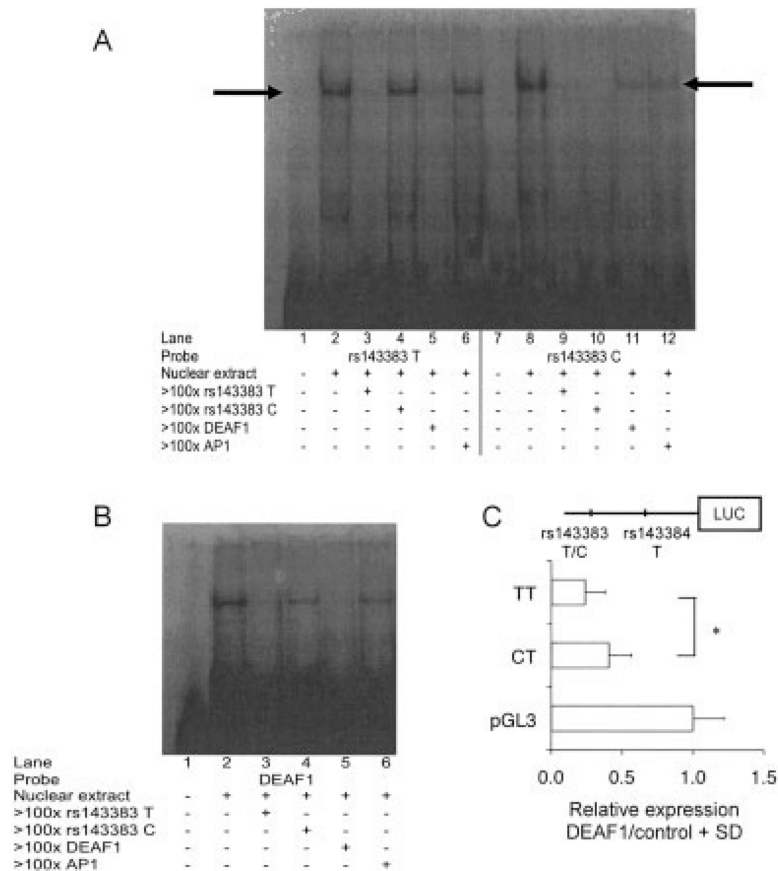 A
Lane 1 2 3 4 5 6 7 8 9 10 11 12
Probe rs143383 T rs143383 C
Nuclear extract - + + + + + - + + + + +
>100x rs143383 T - - + - - - - - + - - -
>100x rs143383 C - - - + - - - - - + - -
>100x DEAF1 - - - - + - - - - - + -
>100x AP1 - - - - - + - - - - - +
B
Lane 1 2 3 4 5 6
Probe DEAF1
Nuclear extract - + + + + +
>100x rs143383 T - - + - - -
>100x rs143383 C - - - + - -
>100x DEAF1 - - - - + -
>100x AP1 - - - - - +
C
LUC
rs143383 rs143384
T/C T
TT
*
CT
pGL3
0.0 0.5 1.0 1.5
Relative expression
DEAF1/control + SD